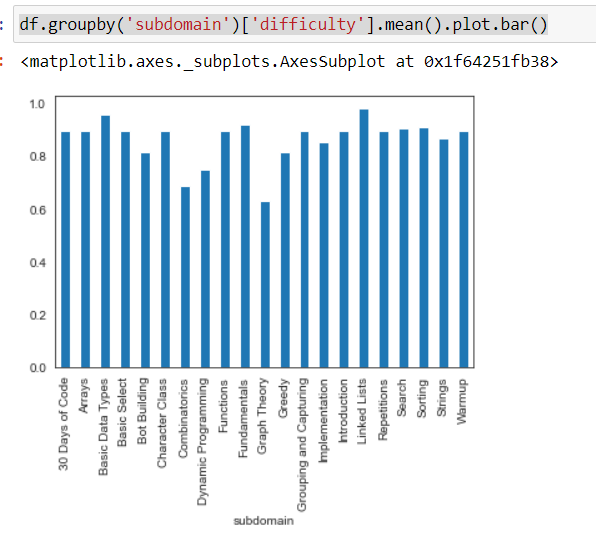 : df.groupby('subdomain')['difficulty'].mean().plot.bar()
: <matplotlib.axes._subplots.AxesSubplot at 0x1f64251fb38>
1.0
0.8
0.6
0.4
0.2
0.0
30 Days of Code
Arrays
Basic Data Types
Basic Select
Bot Building
Character Class
Combinatorics
Dynamic Programming
Functions
Fundamentals
Graph Theory
Greedy
Grouping and Capturing
Implementation
Introduction
Linked Lists
Repetitions
Search
Sorting
Strings
Warmup
subdomain